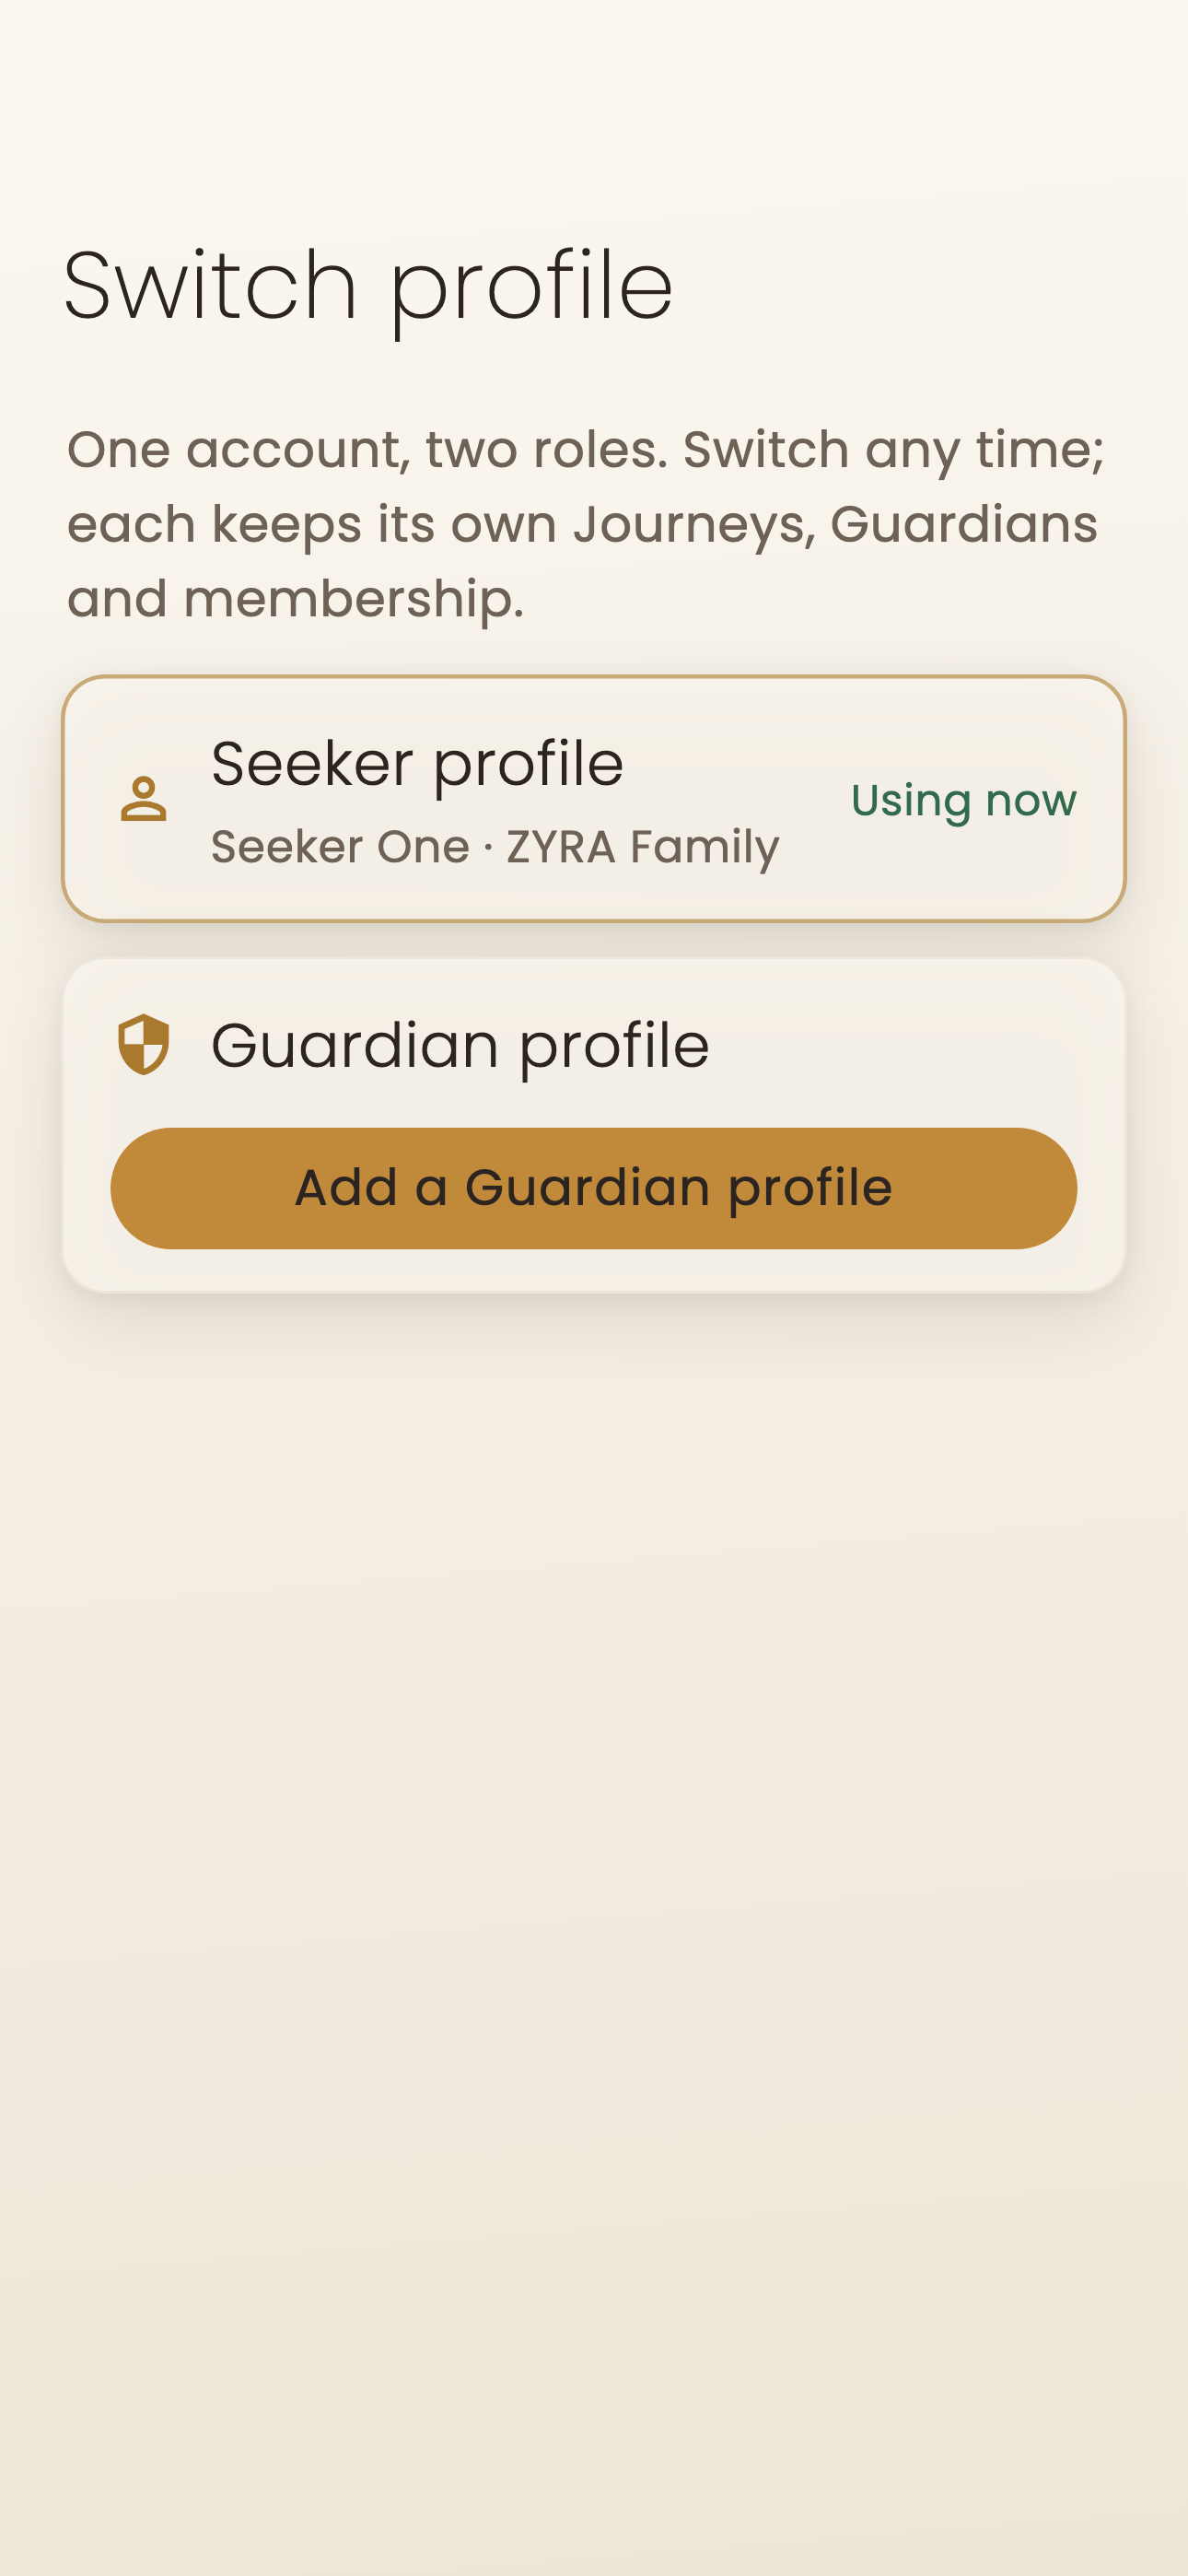 Switch profile
One account, two roles. Switch any time;
each keeps its own Journeys, Guardians
and membership.
Seeker profile
Seeker One · ZYRA Family
Using now
Guardian profile
Add a Guardian profile